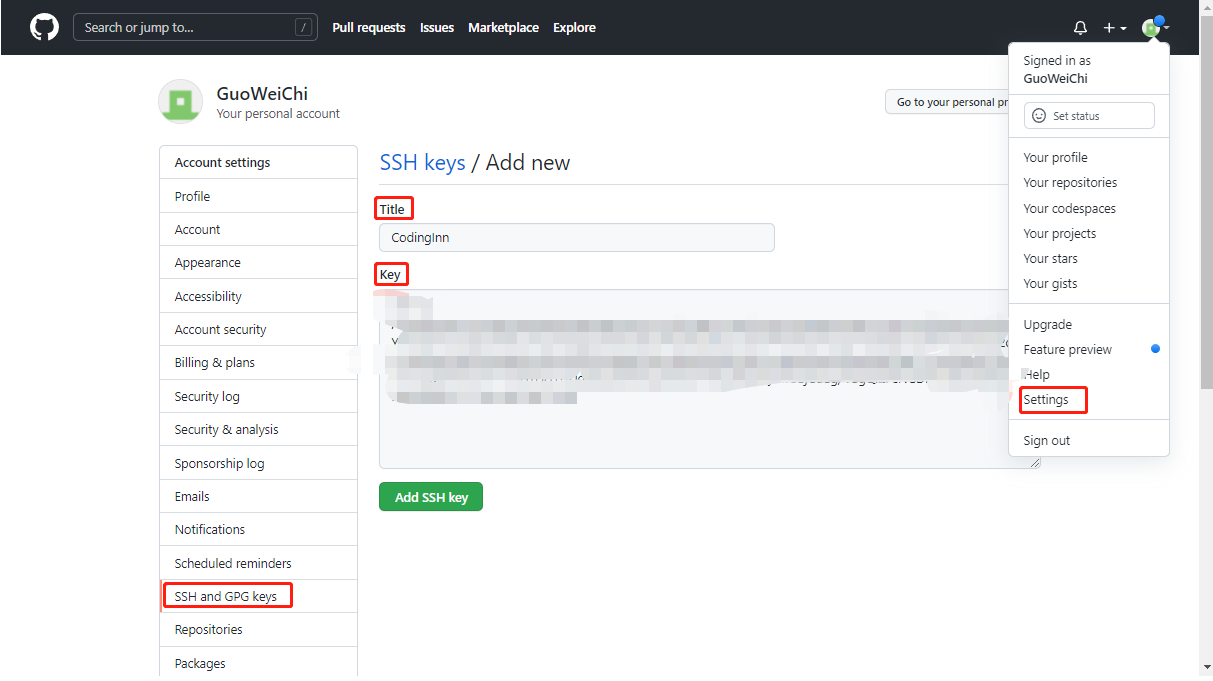 Search or jump to...
/
Pull requests
Issues
Marketplace
Explore
Signed in as
GuoWeiChi
Set status
Your profile
Your repositories
Your codespaces
Your projects
Your stars
Your gists
Upgrade
Feature preview
Help
Settings
Sign out
GuoWeiChi
Your personal account
Go to your personal
Account settings
Profile
Account
Appearance
Accessibility
Account security
Billing & plans
Security log
Security & analysis
Sponsorship log
Emails
Notifications
Scheduled reminders
SSH and GPG keys
Repositories
Packages
SSH keys / Add new
Title
CodingInn
Key
Add SSH key